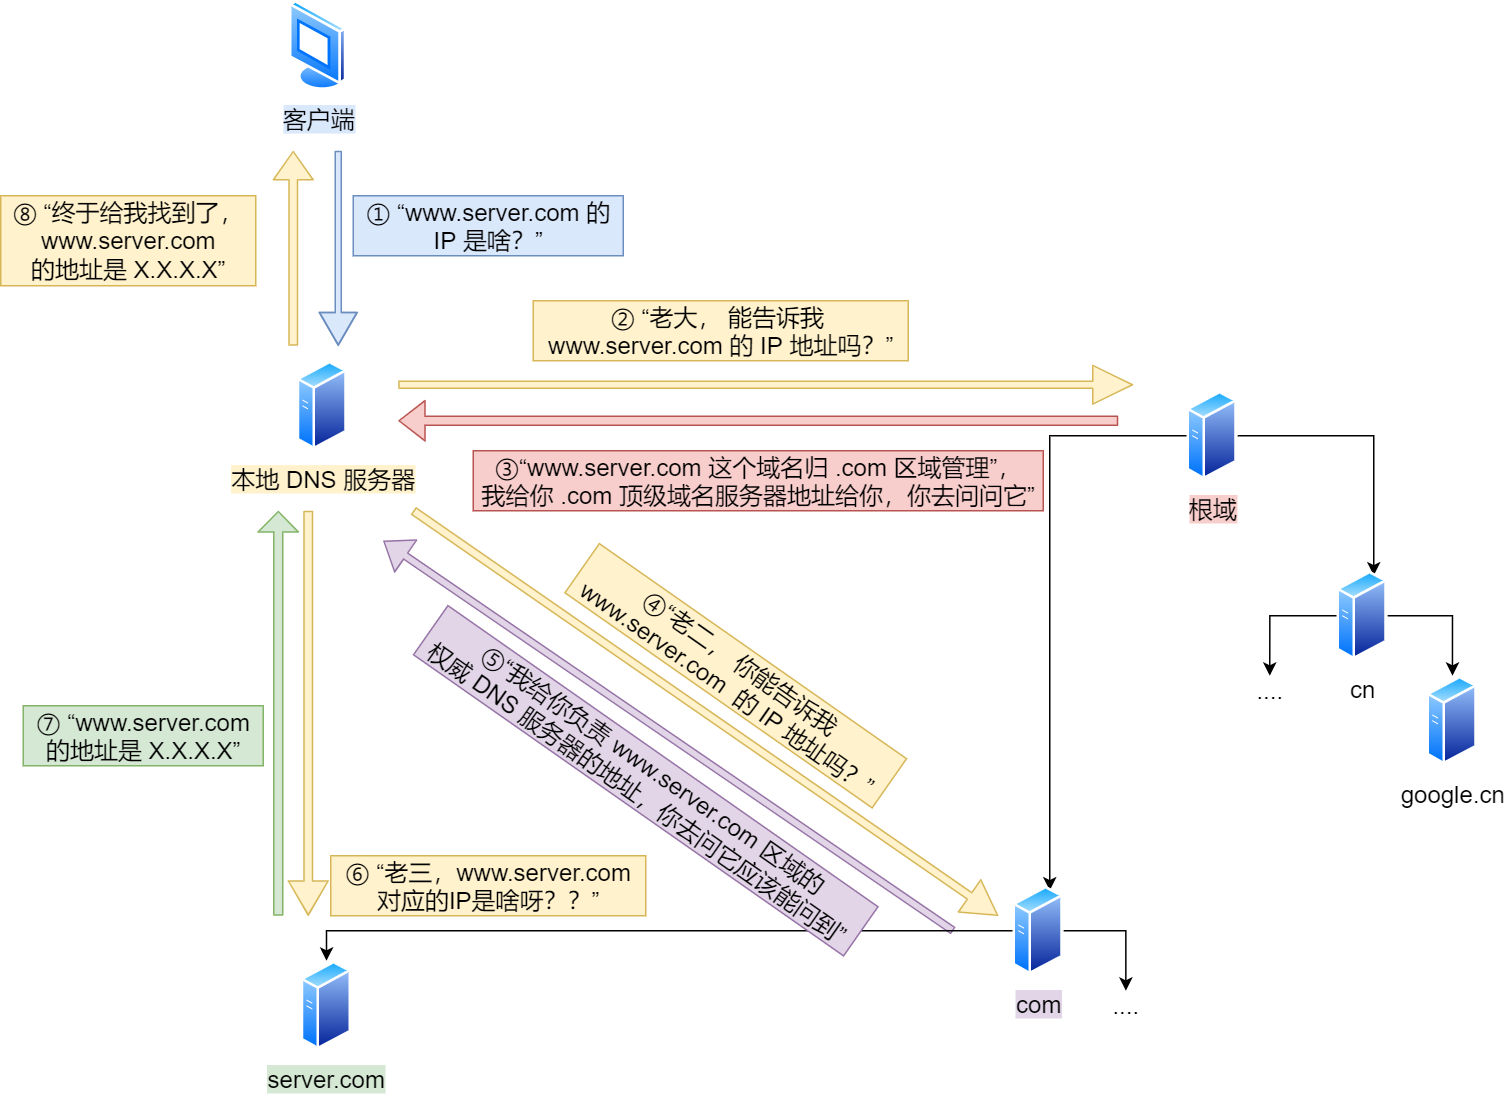 客户端
⑧ “终于给我找到了，
www.server.com
的地址是 X.X.X.X”
① “www.server.com 的
IP 是啥？”
② “老大， 能告诉我
www.server.com 的 IP 地址吗？”
本地 DNS 服务器
③“www.server.com 这个域名归 .com 区域管理”，
我给你 .com 顶级域名服务器地址给你，你去问问它”
根域
④“老二， 你能告诉我
www.server.com 的 IP 地址吗？”
⑤“我给你负责 www.server.com 区域的
权威 DNS 服务器的地址，你去问它应该能问到”
....
cn
google.cn
⑦ “www.server.com
的地址是 X.X.X.X”
⑥ “老三，www.server.com
对应的IP是啥呀？？”
com
....
server.com